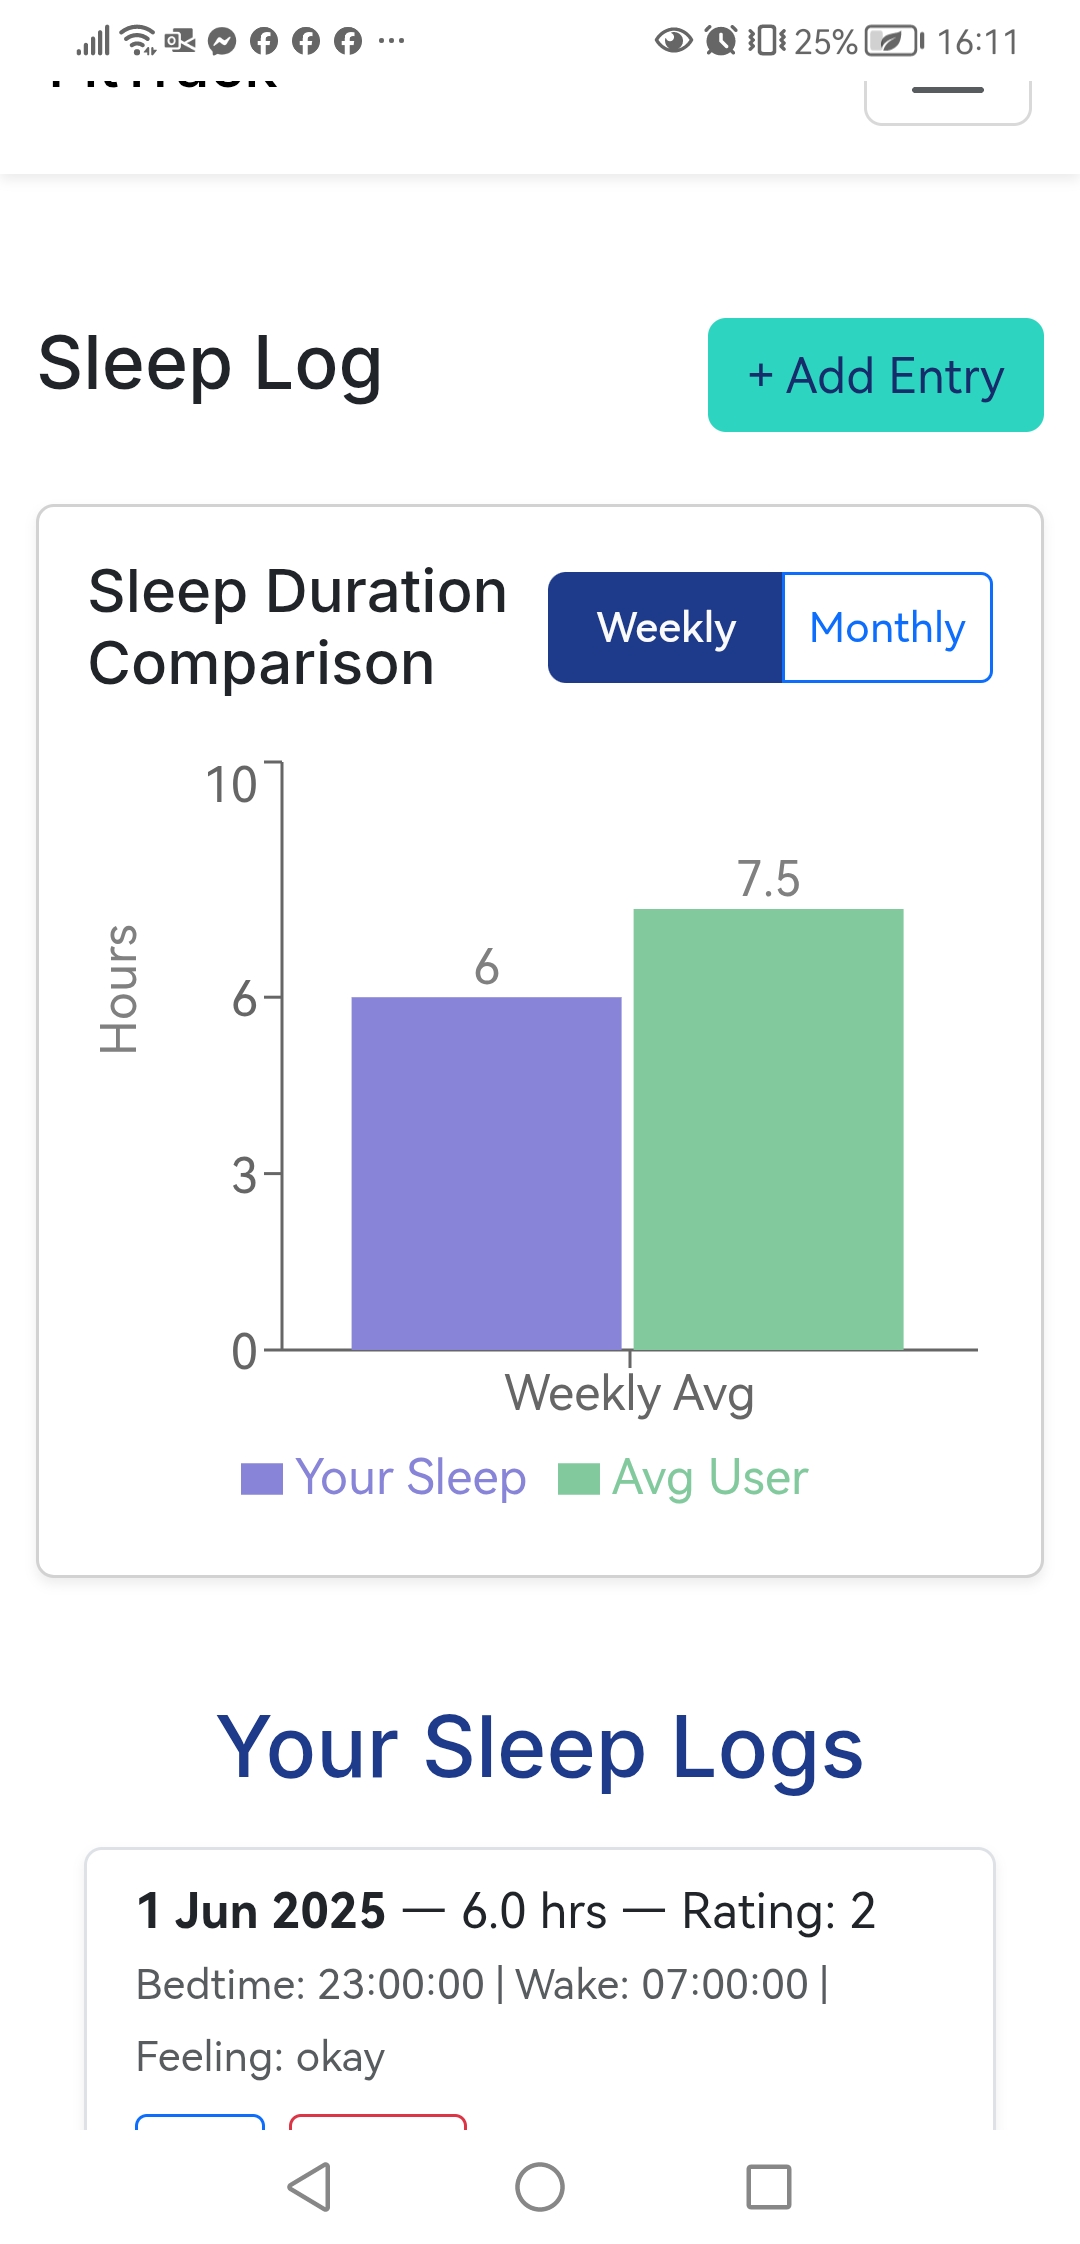 25% 16:11
Sleep Log
+ Add Entry
Sleep Duration
Comparison
Weekly Monthly
10
7.5
6
Hours
6
3
0
Weekly Avg
Your Sleep Avg User
Your Sleep Logs
1 Jun 2025 — 6.0 hrs — Rating: 2
Bedtime: 23:00:00 | Wake: 07:00:00 |
Feeling: okay